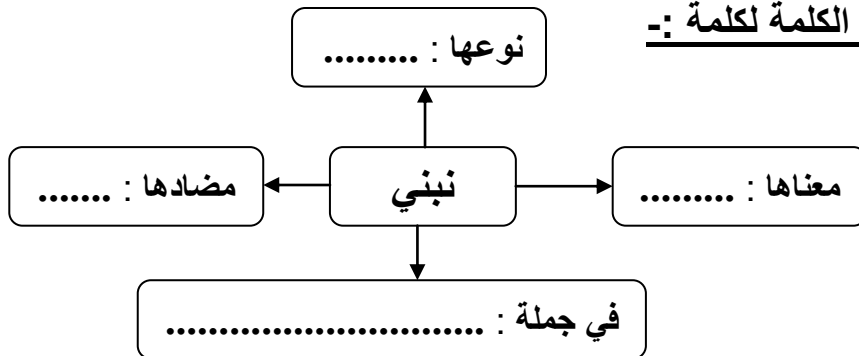 الكلمة لكلمة :-
نوعها : .........
معناها : .........
نبني
مضادها : .......
في جملة : ..............................